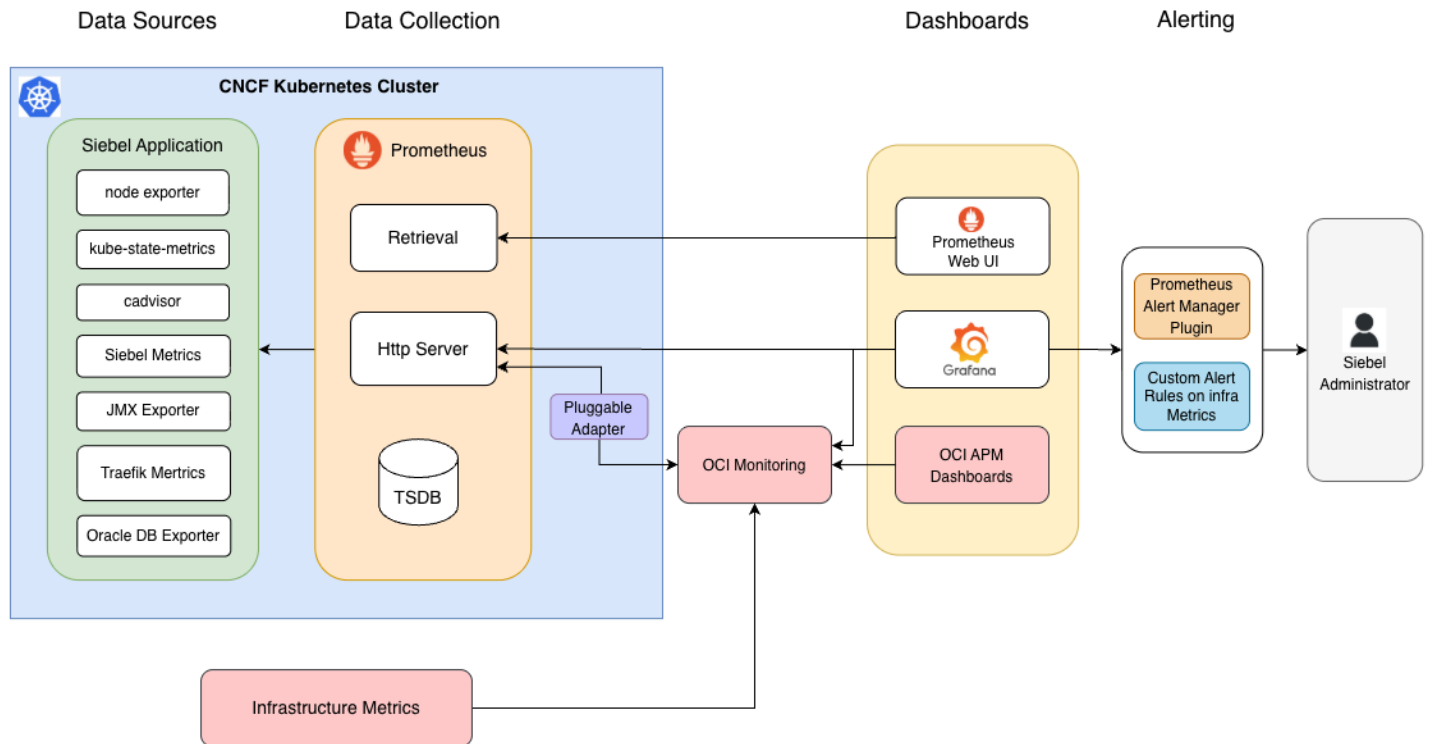 Data Sources
Data Collection
Dashboards
Alerting
CNCF Kubernetes Cluster
Siebel Application
node exporter
kube-state-metrics
cadvisor
Siebel Metrics
JMX Exporter
Traefik Mertrics
Oracle DB Exporter
Prometheus
Retrieval
Http Server
TSDB
Pluggable
Adapter
OCI Monitoring
Infrastructure Metrics
Prometheus
Web UI
Grafana
OCI APM
Dashboards
Prometheus
Alert Manager
Plugin
Custom Alert
Rules on infra
Metrics
Siebel
Administrator